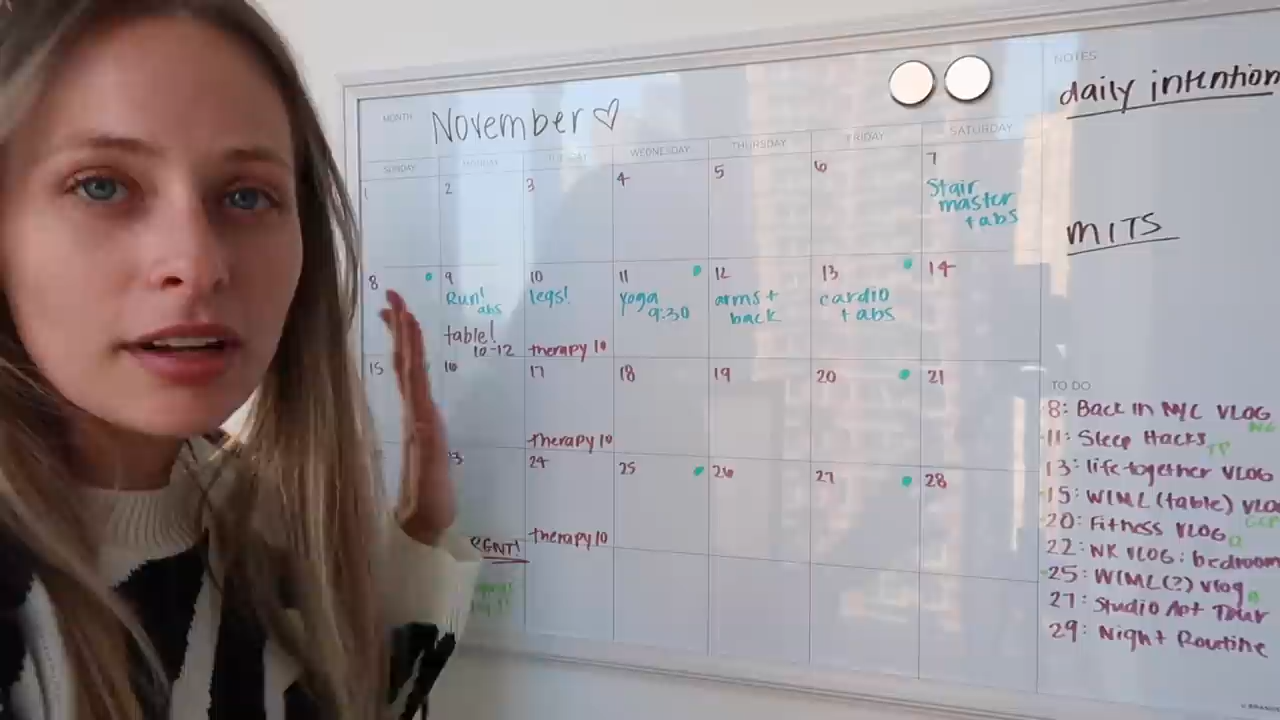 MONTH
November ♡
NOTES
daily intention
SUNDAY MONDAY TUESDAY WEDNESDAY THURSDAY FRIDAY SATURDAY
1 2 3 4 5 6 7
Stair
master
+ abs
MITS
8 9 10 11 12 13 14
Run!
abs
table!
10-12
legs!
therapy 10
yoga
9:30
arms +
back
cardio
+ abs
15 16 17 18 19 20 21
therapy 10
24 25 26 27 28
therapy 10
RENT!
TO DO
8: Back in NYC VLOG
11: Sleep Hacks
13: life together VLOG
15: WIML (table) VLO
20: Fitness VLOG
22: NK VLOG: bedroom
25: WIML(?) Vlog
27: Studio Apt Tour
29: Night Routine